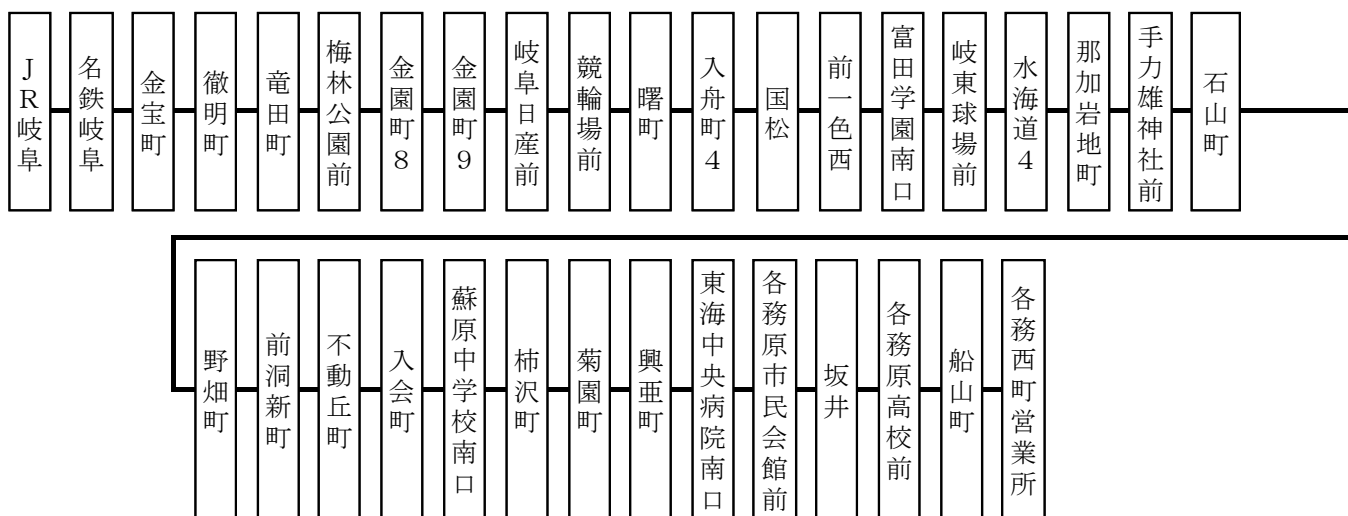 JR岐阜
名鉄岐阜
金宝町
徹明町
竜田町
梅林公園前
金園町8
金園町9
岐阜日産前
競輪場前
曙町
入舟町4
国松
前一色西
富田学園南口
岐東球場前
水海道4
那加岩地町
手力雄神社前
石山町
野畑町
前洞新町
不動丘町
入会町
蘇原中学校南口
柿沢町
菊園町
興亜町
東海中央病院南口
各務原市民会館前
坂井
各務原高校前
船山町
各務西町営業所